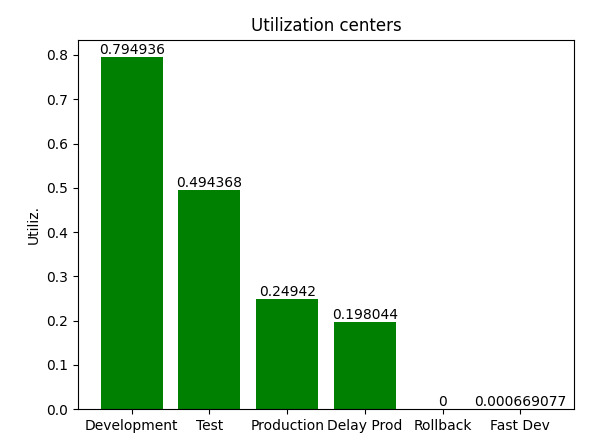 Utilization centers
Utiliz.
0.8
0.7
0.6
0.5
0.4
0.3
0.2
0.1
0.0
0.794936
0.494368
0.24942
0.198044
0
0.000669077
Development
Test
Production
Delay Prod
Rollback
Fast Dev